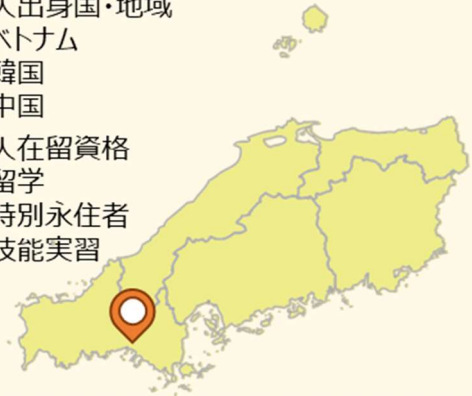 人出身国・地域
ベトナム
韓国
中国
人在留資格
留学
特別永住者
技能実習